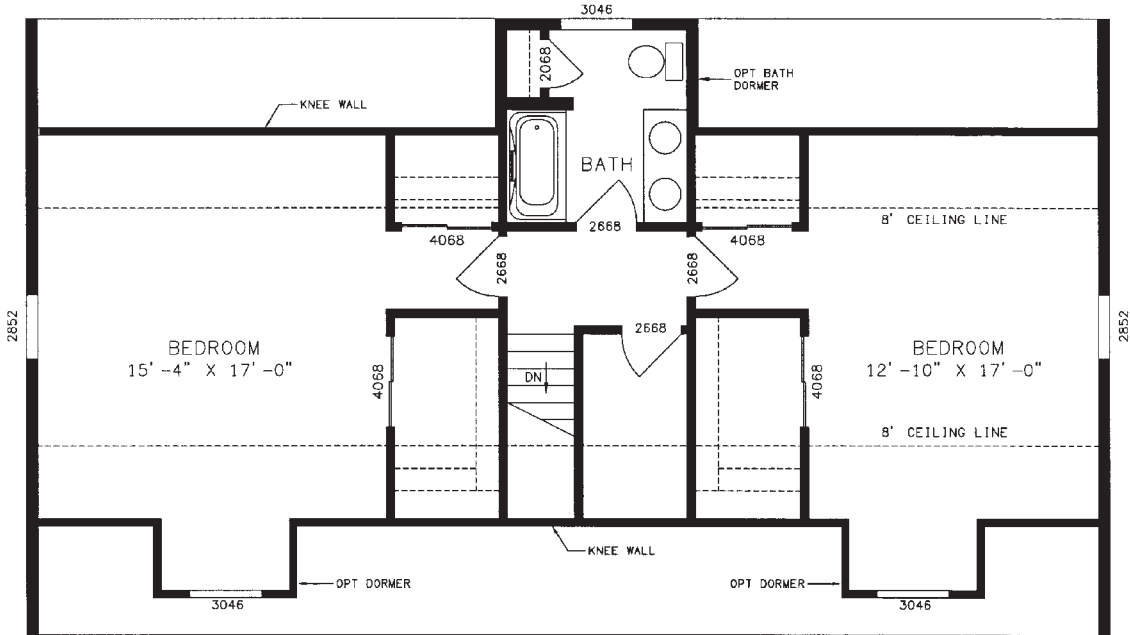 3046
2068
OPT BATH
DORMER
KNEE WALL
BATH
8' CEILING LINE
2668
4068
4068
2668
2668
2852
2852
2668
BEDROOM
15'-4" X 17'-0"
BEDROOM
12'-10" X 17'-0"
4068
DN
4068
8' CEILING LINE
KNEE WALL
OPT DORMER
OPT DORMER
3046
3046